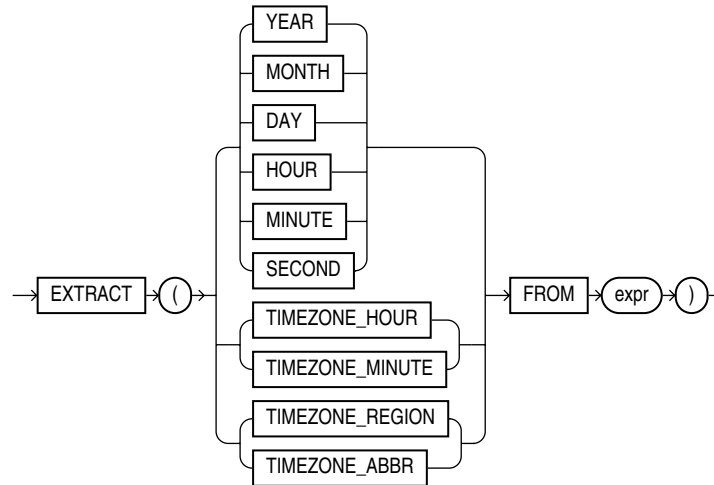 YEAR
MONTH
DAY
HOUR
MINUTE
SECOND
EXTRACT ( FROM expr )
TIMEZONE_HOUR
TIMEZONE_MINUTE
TIMEZONE_REGION
TIMEZONE_ABBR